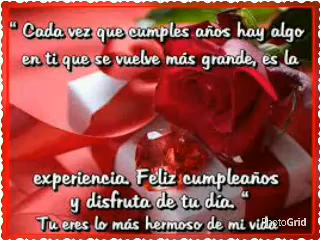 “ Cada vez que cumples años hay algo
en ti que se vuelve más grande, es la
experiencia. Feliz cumpleaños
y disfruta de tu día. “
Tu eres lo más hermoso de mi vida
PhotoGrid